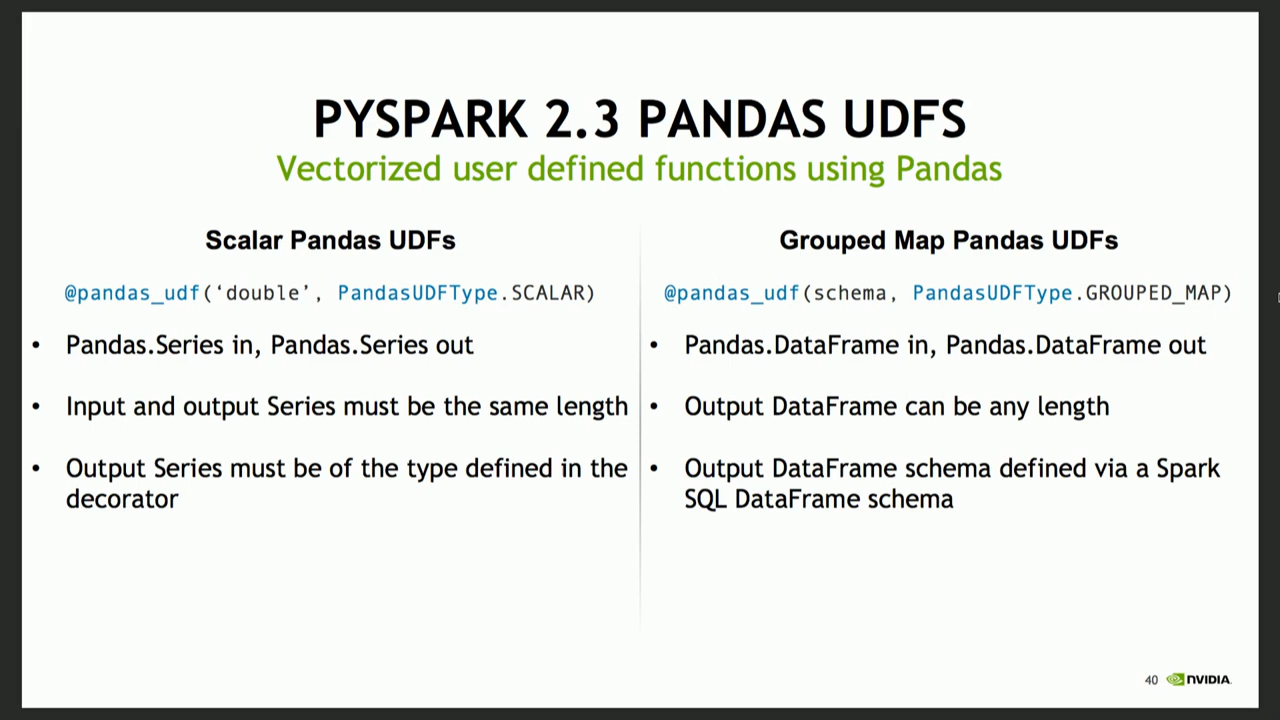 PYSPARK 2.3 PANDAS UDFS
Vectorized user defined functions using Pandas
Scalar Pandas UDFs
@pandas_udf(‘double’, PandasUDFType.SCALAR)
• Pandas.Series in, Pandas.Series out
• Input and output Series must be the same length
• Output Series must be of the type defined in the
decorator
Grouped Map Pandas UDFs
@pandas_udf(schema, PandasUDFType.GROUPED_MAP)
• Pandas.DataFrame in, Pandas.DataFrame out
• Output DataFrame can be any length
• Output DataFrame schema defined via a Spark
SQL DataFrame schema
40 NVIDIA.